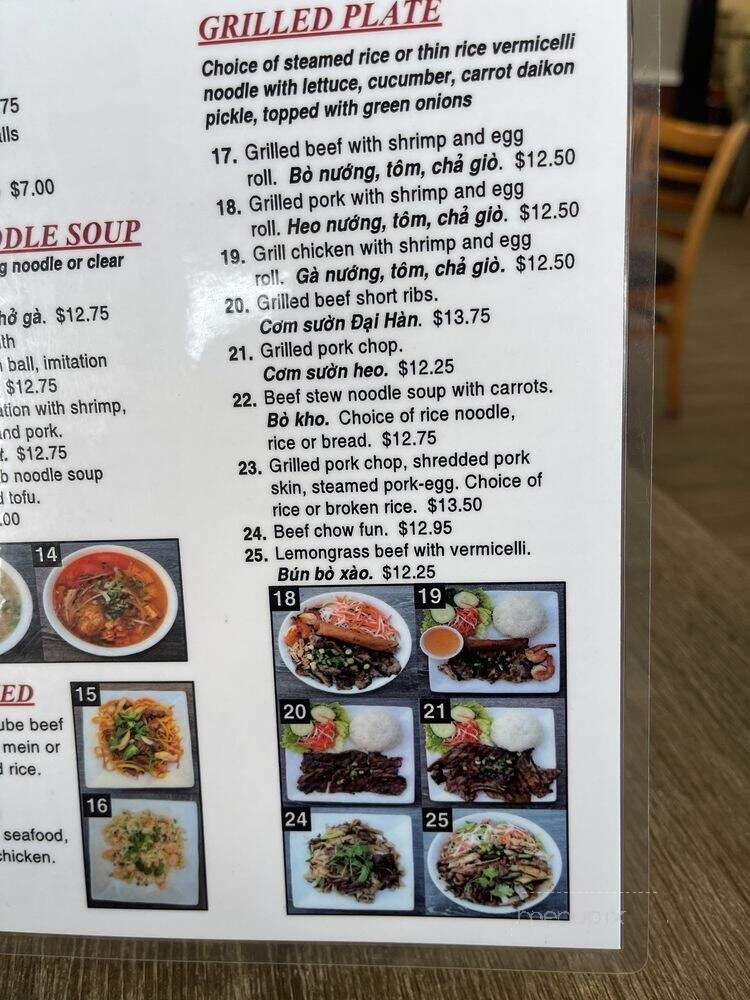 75
lls
$7.00
DLE SOUP
g noodle or clear
hở gà. $12.75
th
ball, imitation
$12.75
ation with shrimp,
nd pork.
t. $12.75
b noodle soup
d tofu.
.00
14
ED
ube beef
mein or
d rice.
seafood,
chicken.
15
16
GRILLED PLATE
Choice of steamed rice or thin rice vermicelli
noodle with lettuce, cucumber, carrot daikon
pickle, topped with green onions
17. Grilled beef with shrimp and egg
roll. Bò nướng, tôm, chả giò. $12.50
18. Grilled pork with shrimp and egg
roll. Heo nướng, tôm, chả giò. $12.50
19. Grill chicken with shrimp and egg
roll. Gà nướng, tôm, chả giò. $12.50
20. Grilled beef short ribs.
Cơm sườn Đại Hàn. $13.75
21. Grilled pork chop.
Cơm sườn heo. $12.25
22. Beef stew noodle soup with carrots.
Bò kho. Choice of rice noodle,
rice or bread. $12.75
23. Grilled pork chop, shredded pork
skin, steamed pork-egg. Choice of
rice or broken rice. $13.50
24. Beef chow fun. $12.95
25. Lemongrass beef with vermicelli.
Bún bò xào. $12.25
18 19
20 21
24 25
menupix